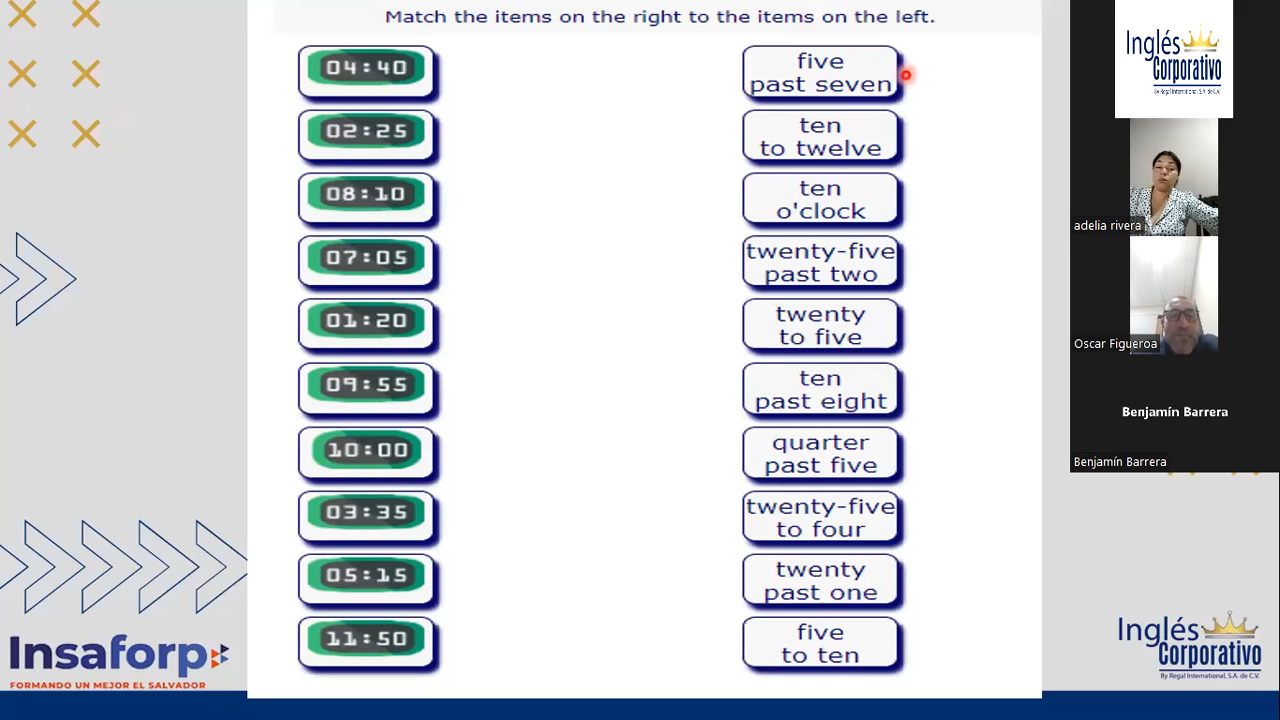 Match the items on the right to the items on the left.
04:40
five
past seven
02:25
ten
to twelve
08:10
ten
o'clock
07:05
twenty-five
past two
01:20
twenty
to five
09:55
ten
past eight
10:00
quarter
past five
03:35
twenty-five
to four
05:15
twenty
past one
11:50
five
to ten
Insaforp
FORMANDO UN MEJOR EL SALVADOR
Inglés
Corporativo
By Regal International, S.A. de C.V.
Inglés
Corporativo
By Regal International, S.A. de C.V.
adelia rivera
Oscar Figueroa
Benjamín Barrera
Benjamín Barrera